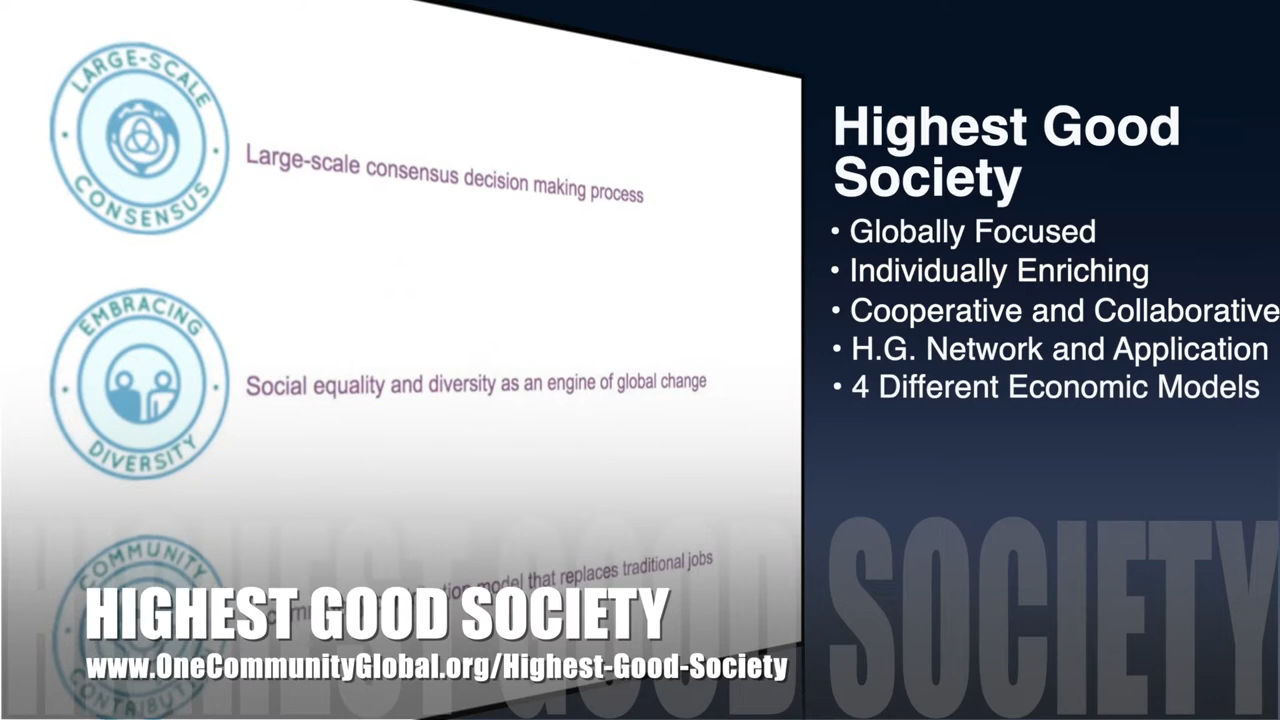 LARGE-SCALE
CONSENSUS
Large-scale consensus decision making process
EMBRACING
DIVERSITY
Social equality and diversity as an engine of global change
COMMUNITY
model that replaces traditional jobs
Highest Good
Society
• Globally Focused
• Individually Enriching
• Cooperative and Collaborative
• H.G. Network and Application
• 4 Different Economic Models
HIGHEST GOOD SOCIETY
HIGHEST GOOD SOCIETY
www.OneCommunityGlobal.org/Highest-Good-Society